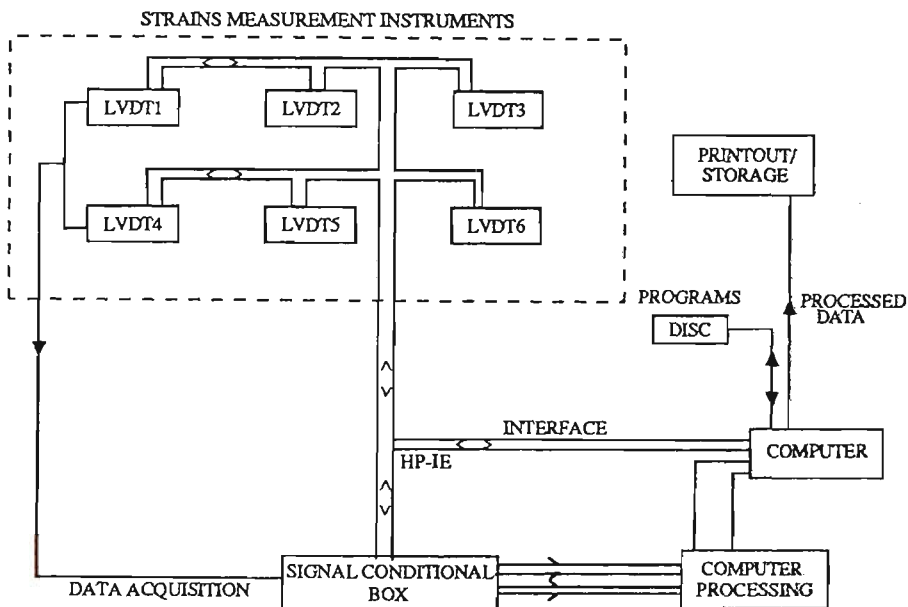 STRAINS MEASUREMENT INSTRUMENTS
LVDT1
LVDT2
LVDT3
PRINTOUT/
STORAGE
LVDT4
LVDT5
LVDT6
PROGRAMS
DISC
PROCESSED
DATA
INTERFACE
COMPUTER
HP-IE
DATA ACQUISITION
SIGNAL CONDITIONAL
BOX
COMPUTER
PROCESSING